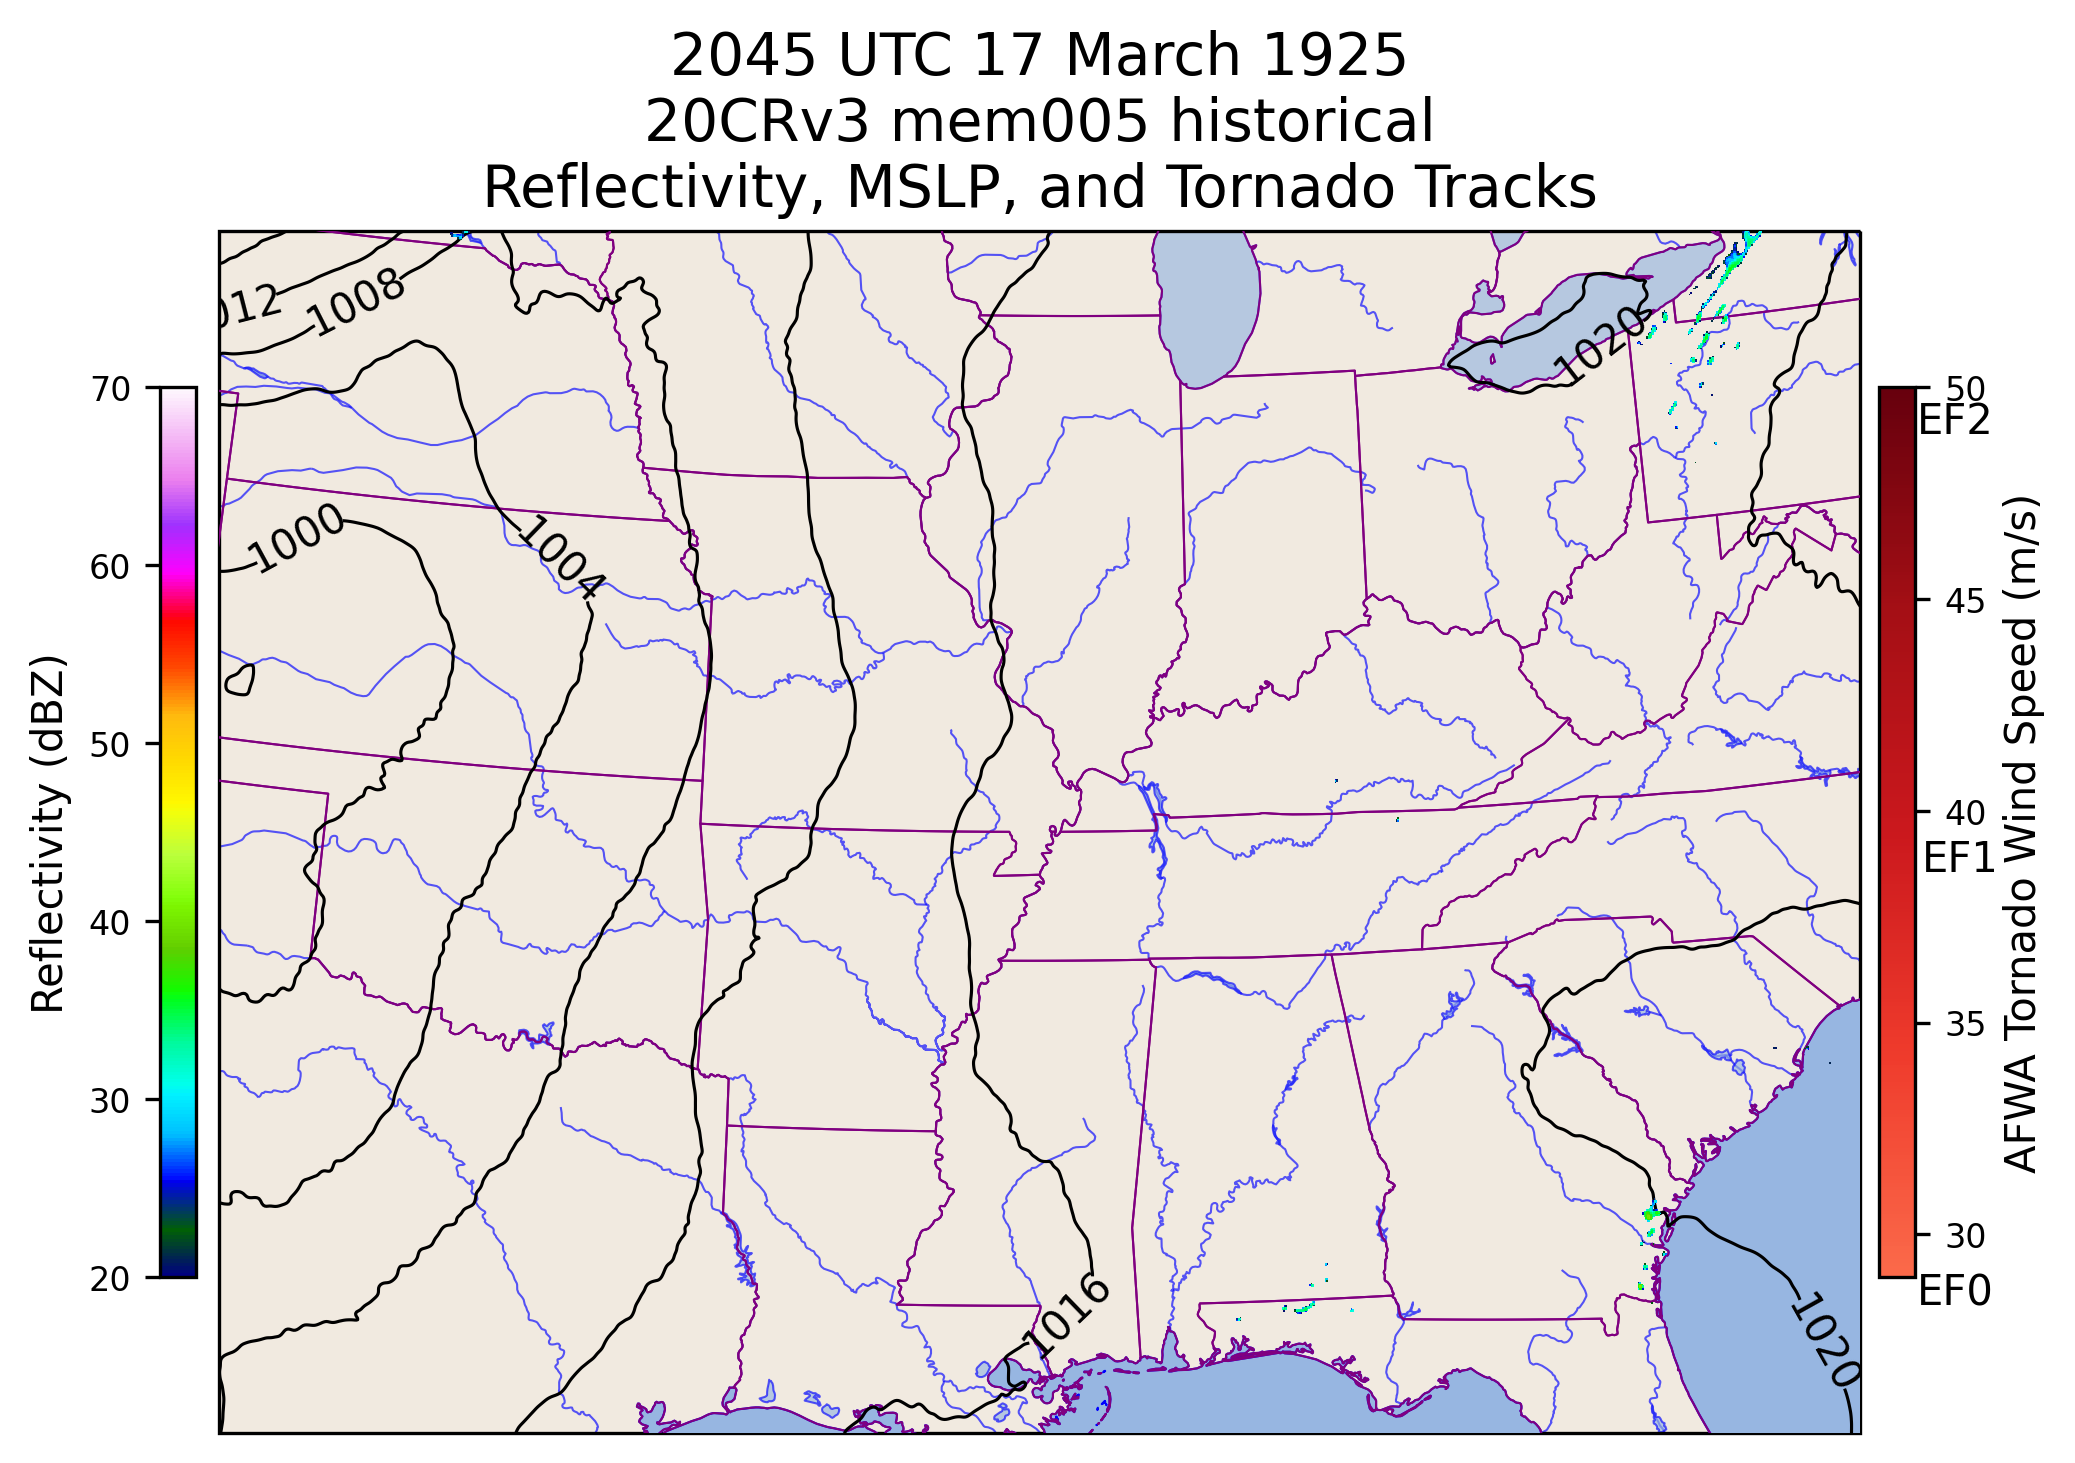 2045 UTC 17 March 1925
20CRv3 mem005 historical
Reflectivity, MSLP, and Tornado Tracks
1008
1020
1000
1004
1016
1020
70
60
50
40
30
20
Reflectivity (dBZ)
50
EF2
45
40
EF1
35
30
EF0
AFWA Tornado Wind Speed (m/s)